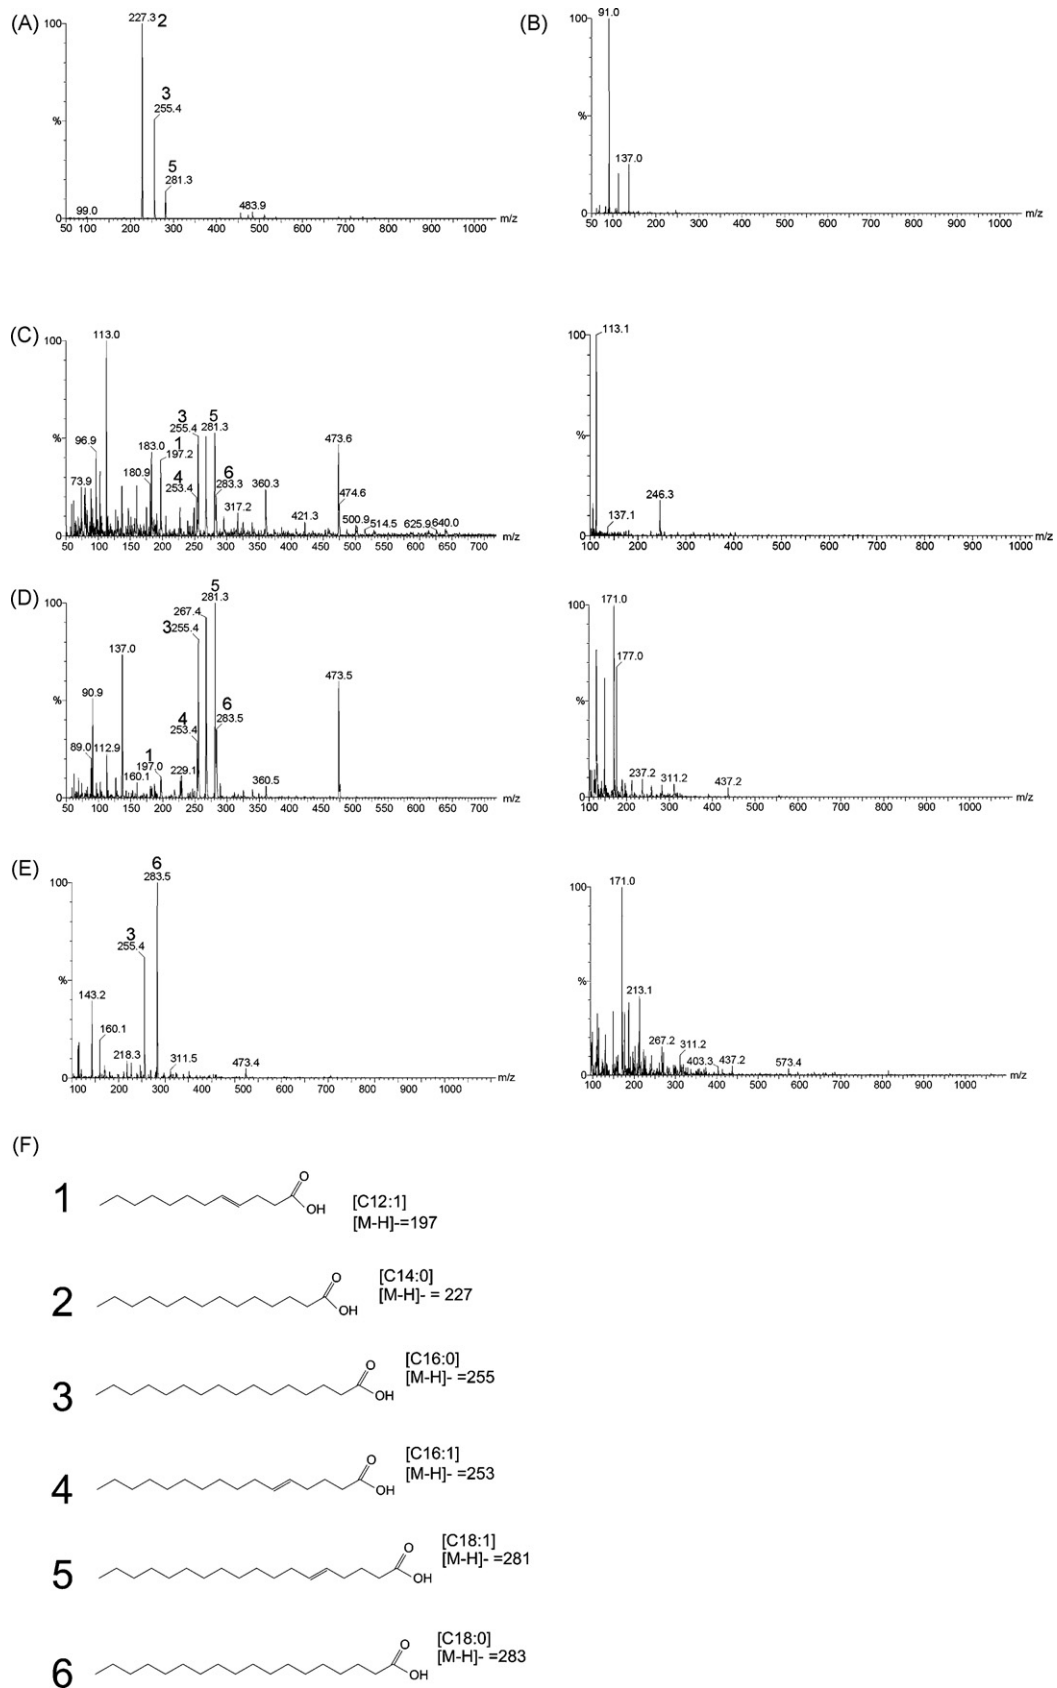 (A)
100
227.3 2
3
255.4
5
281.3
%
99.0
483.9
0
m/z
50 100 200 300 400 500 600 700 800 900 1000
(B)
100
91.0
%
137.0
0
m/z
50 100 200 300 400 500 600 700 800 900 1000
(C)
100
113.0
3
5
255.4
281.3
96.9
183.0
1
197.2
%
473.6
180.9
4
253.4
6
283.3
73.9
360.3
474.6
317.2
421.3
500.9
514.5
625.9
640.0
0
m/z
50 100 150 200 250 300 350 400 450 500 550 600 650 700
100
113.1
%
246.3
137.1
0
m/z
100 200 300 400 500 600 700 800 900 1000
(D)
100
5
281.3
267.4
3
255.4
137.0
90.9
473.5
%
4
253.4
6
283.5
89.0
112.9
1
197.0
160.1
229.1
360.5
0
m/z
50 100 150 200 250 300 350 400 450 500 550 600 650 700
100
171.0
177.0
%
237.2
311.2
437.2
0
m/z
100 200 300 400 500 600 700 800 900 1000
(E)
100
6
283.5
3
255.4
%
143.2
160.1
218.3
311.5
473.4
0
m/z
100 200 300 400 500 600 700 800 900 1000
100
171.0
%
213.1
267.2
311.2
403.3
437.2
573.4
0
m/z
100 200 300 400 500 600 700 800 900 1000
(F)
1
O
OH
[C12:1]
[M-H]-=197
2
O
OH
[C14:0]
[M-H]- = 227
3
O
OH
[C16:0]
[M-H]- =255
4
O
OH
[C16:1]
[M-H]- =253
5
O
OH
[C18:1]
[M-H]- =281
6
O
OH
[C18:0]
[M-H]- =283